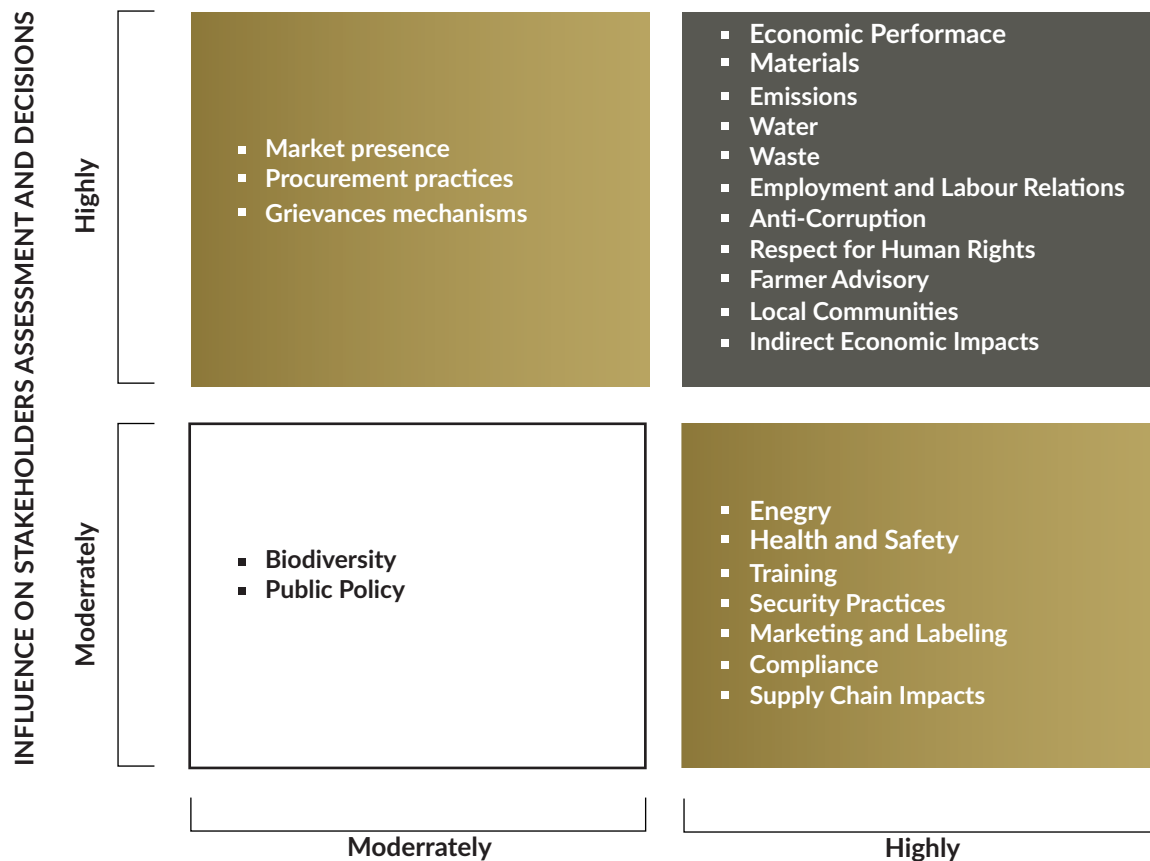 INFLUENCE ON STAKEHOLDERS ASSESSMENT AND DECISIONS
Highly
▪ Market presence
▪ Procurement practices
▪ Grievances mechanisms
▪ Economic Performace
▪ Materials
▪ Emissions
▪ Water
▪ Waste
▪ Employment and Labour Relations
▪ Anti-Corruption
▪ Respect for Human Rights
▪ Farmer Advisory
▪ Local Communities
▪ Indirect Economic Impacts
Moderrately
▪ Biodiversity
▪ Public Policy
▪ Enegry
▪ Health and Safety
▪ Training
▪ Security Practices
▪ Marketing and Labeling
▪ Compliance
▪ Supply Chain Impacts
Moderrately
Highly